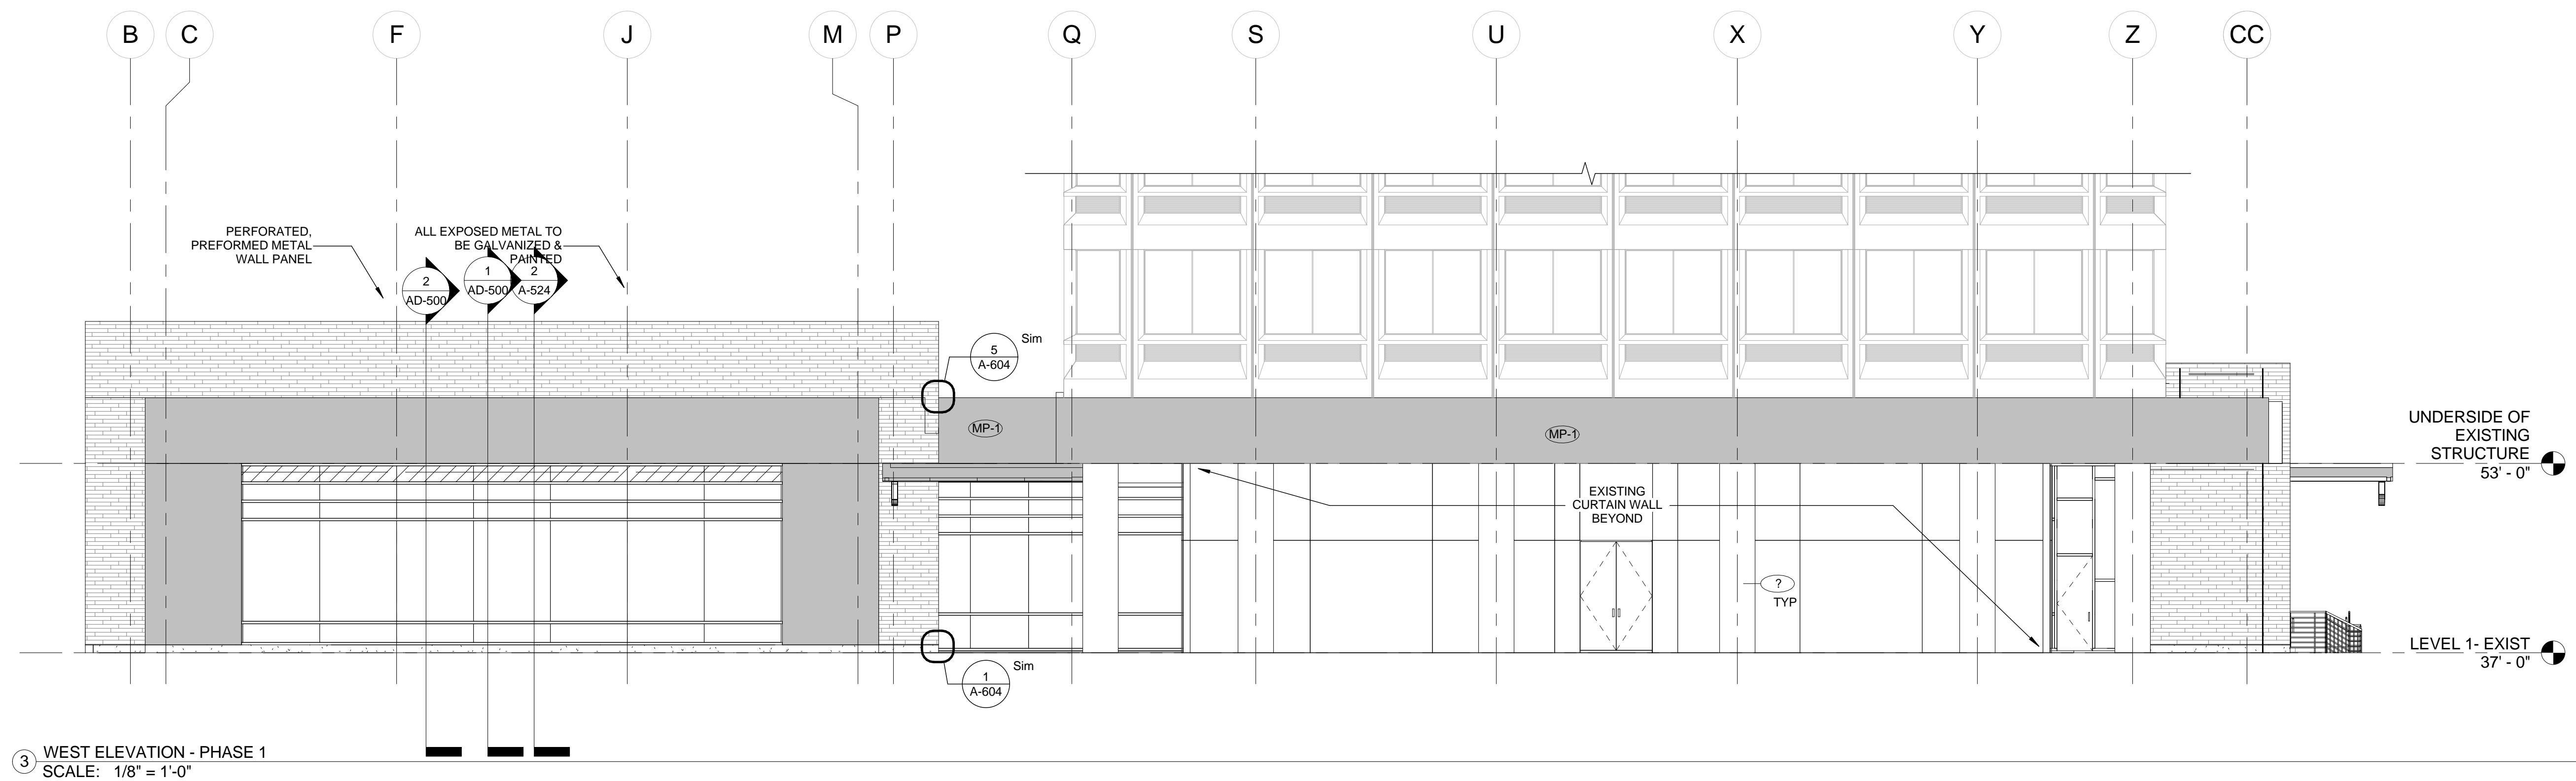 B
C
F
J
M
P
Q
S
U
X
Y
Z
CC
PERFORATED,
PREFORMED METAL
WALL PANEL
ALL EXPOSED METAL TO
BE GALVANIZED &
PAINTED
2
AD-500
1
AD-500
2
A-524
5
A-604
Sim
MP-1
MP-1
UNDERSIDE OF
EXISTING
STRUCTURE
53' - 0"
EXISTING
CURTAIN WALL
BEYOND
?
TYP
LEVEL 1- EXIST
37' - 0"
1
A-604
Sim
3
WEST ELEVATION - PHASE 1
SCALE: 1/8" = 1'-0"